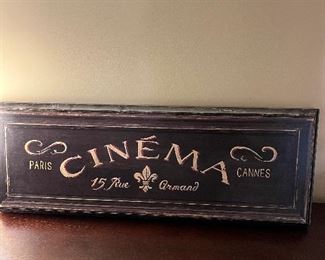 CINÉMA
PARIS
CANNES
15 Rue Armand